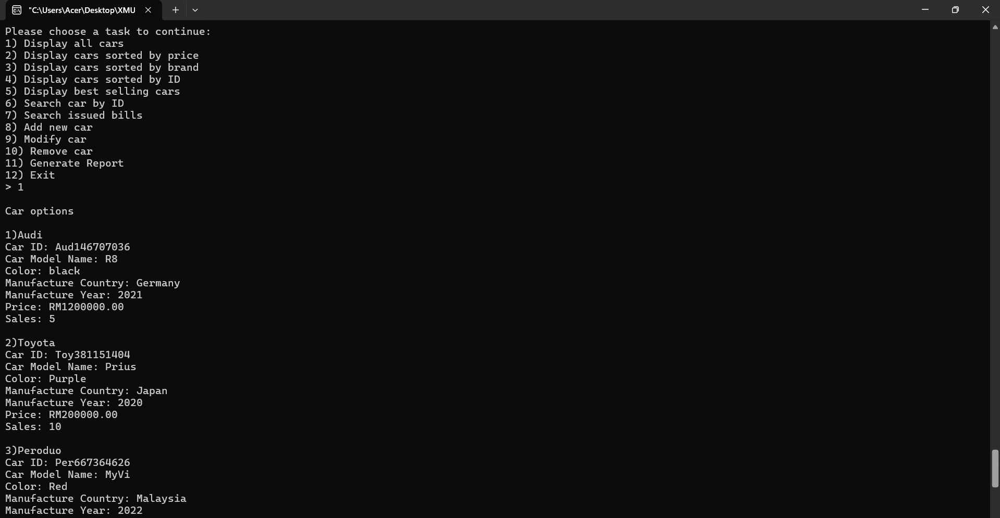 "C:\Users\Acer\Desktop\XMU
Please choose a task to continue:
1) Display all cars
2) Display cars sorted by price
3) Display cars sorted by brand
4) Display cars sorted by ID
5) Display best selling cars
6) Search car by ID
7) Search issued bills
8) Add new car
9) Modify car
10) Remove car
11) Generate Report
12) Exit
> 1
Car options
1)Audi
Car ID: Aud146707036
Car Model Name: R8
Color: black
Manufacture Country: Germany
Manufacture Year: 2021
Price: RM1200000.00
Sales: 5
2)Toyota
Car ID: Toy381151404
Car Model Name: Prius
Color: Purple
Manufacture Country: Japan
Manufacture Year: 2020
Price: RM200000.00
Sales: 10
3)Peroduo
Car ID: Per667364626
Car Model Name: MyVi
Color: Red
Manufacture Country: Malaysia
Manufacture Year: 2022